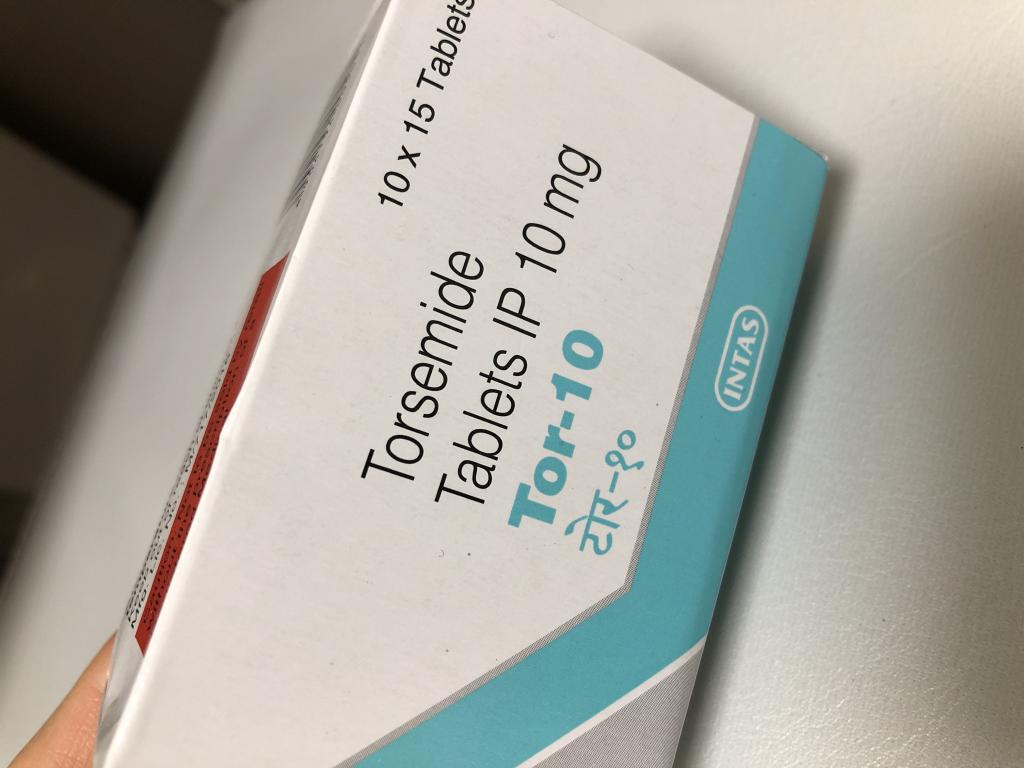 10 x 15 Tablets
Torsemide
Tablets IP 10 mg
Tor-10
टोर-१०
INTAS